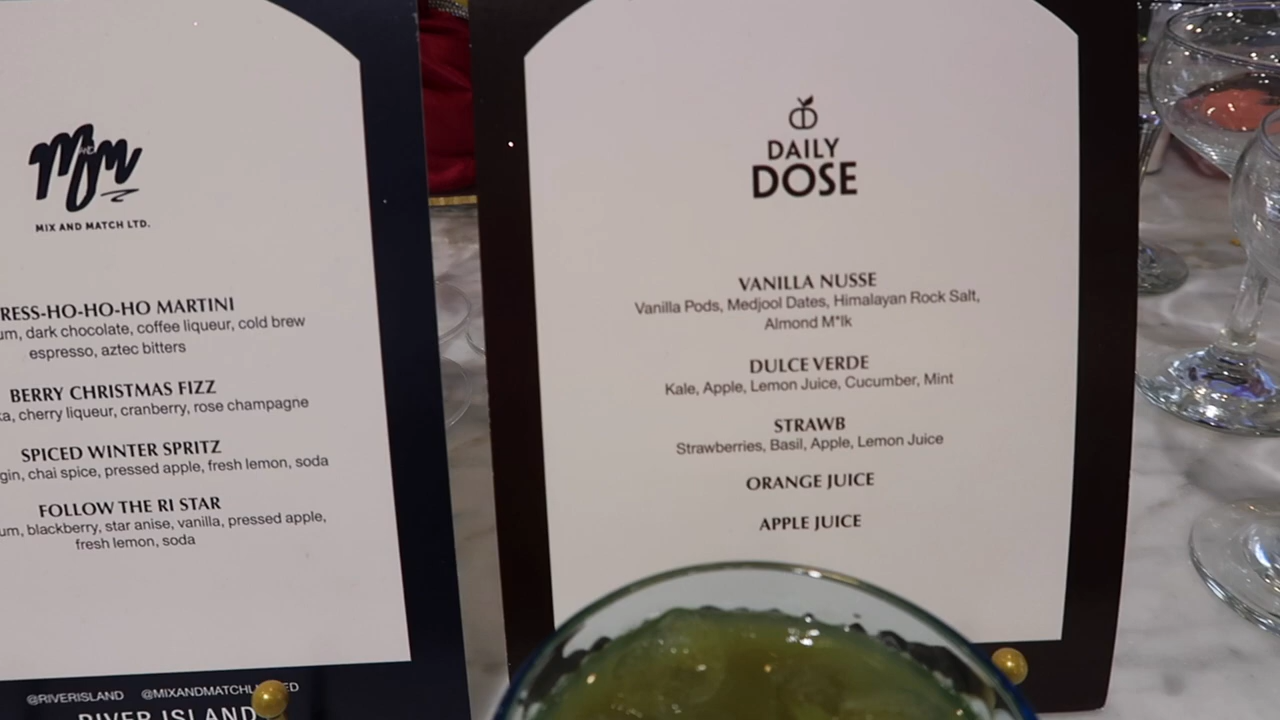 MIX AND MATCH LTD.
RESS-HO-HO-HO MARTINI
um, dark chocolate, coffee liqueur, cold brew
espresso, aztec bitters
BERRY CHRISTMAS FIZZ
ka, cherry liqueur, cranberry, rose champagne
SPICED WINTER SPRITZ
gin, chai spice, pressed apple, fresh lemon, soda
FOLLOW THE RI STAR
um, blackberry, star anise, vanilla, pressed apple,
fresh lemon, soda
@RIVERISLAND
RIVER ISLAND
DAILY
DOSE
VANILLA NUSSE
Vanilla Pods, Medjool Dates, Himalayan Rock Salt,
Almond M*lk
DULCE VERDE
Kale, Apple, Lemon Juice, Cucumber, Mint
STRAWB
Strawberries, Basil, Apple, Lemon Juice
ORANGE JUICE
APPLE JUICE